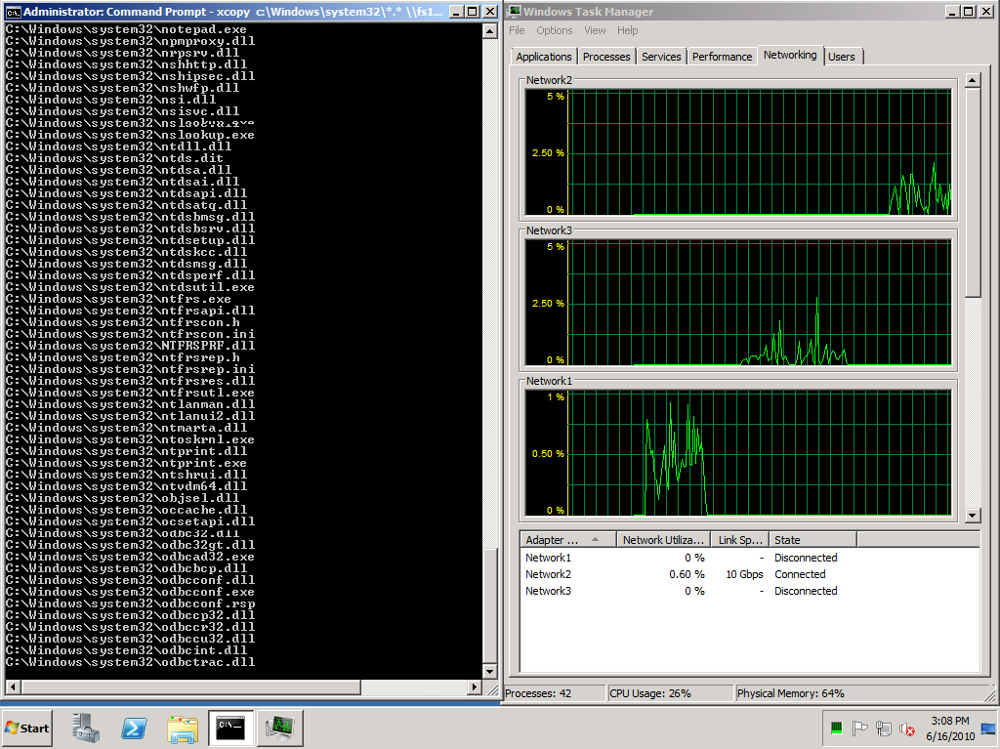 Administrator: Command Prompt - xcopy c:\Windows\system32\*.* \\fs1...
C:\Windows\system32\notepad.exe
C:\Windows\system32\npmproxy.dll
C:\Windows\system32\nrpsrv.dll
C:\Windows\system32\nshhttp.dll
C:\Windows\system32\nshipsec.dll
C:\Windows\system32\nshwfp.dll
C:\Windows\system32\nsi.dll
C:\Windows\system32\nsisvc.dll
C:\Windows\system32\nslookup.exe
C:\Windows\system32\nslookup.exe
C:\Windows\system32\ntdll.dll
C:\Windows\system32\ntds.dit
C:\Windows\system32\ntdsa.dll
C:\Windows\system32\ntdsai.dll
C:\Windows\system32\ntdsapi.dll
C:\Windows\system32\ntdsatq.dll
C:\Windows\system32\ntdsbmsg.dll
C:\Windows\system32\ntdsbsrv.dll
C:\Windows\system32\ntdsetup.dll
C:\Windows\system32\ntdskcc.dll
C:\Windows\system32\ntdsmsg.dll
C:\Windows\system32\ntdsperf.dll
C:\Windows\system32\ntdsutil.exe
C:\Windows\system32\ntfrs.exe
C:\Windows\system32\ntfrsapi.dll
C:\Windows\system32\ntfrscon.h
C:\Windows\system32\ntfrscon.ini
C:\Windows\system32\NTFRSPRF.dll
C:\Windows\system32\ntfrsrep.h
C:\Windows\system32\ntfrsrep.ini
C:\Windows\system32\ntfrsres.dll
C:\Windows\system32\ntfrsutl.exe
C:\Windows\system32\ntlanman.dll
C:\Windows\system32\ntlanui2.dll
C:\Windows\system32\ntmarta.dll
C:\Windows\system32\ntoskrnl.exe
C:\Windows\system32\ntprint.dll
C:\Windows\system32\ntprint.exe
C:\Windows\system32\ntshrui.dll
C:\Windows\system32\ntvdm64.dll
C:\Windows\system32\objsel.dll
C:\Windows\system32\occache.dll
C:\Windows\system32\ocsetapi.dll
C:\Windows\system32\odbc32.dll
C:\Windows\system32\odbc32gt.dll
C:\Windows\system32\odbcad32.exe
C:\Windows\system32\odbcbcp.dll
C:\Windows\system32\odbcconf.dll
C:\Windows\system32\odbcconf.exe
C:\Windows\system32\odbcconf.rsp
C:\Windows\system32\odbccp32.dll
C:\Windows\system32\odbccr32.dll
C:\Windows\system32\odbccu32.dll
C:\Windows\system32\odbcint.dll
C:\Windows\system32\odbctrac.dll
Windows Task Manager
File Options View Help
Applications Processes Services Performance Networking Users
Network2
5 %
2.50 %
0 %
Network3
5 %
2.50 %
0 %
Network1
1 %
0.50 %
0 %
Adapter ... Network Utiliza... Link Sp... State
Network1 0 % - Disconnected
Network2 0.60 % 10 Gbps Connected
Network3 0 % - Disconnected
Processes: 42 CPU Usage: 26% Physical Memory: 64%
Start
3:08 PM
6/16/2010